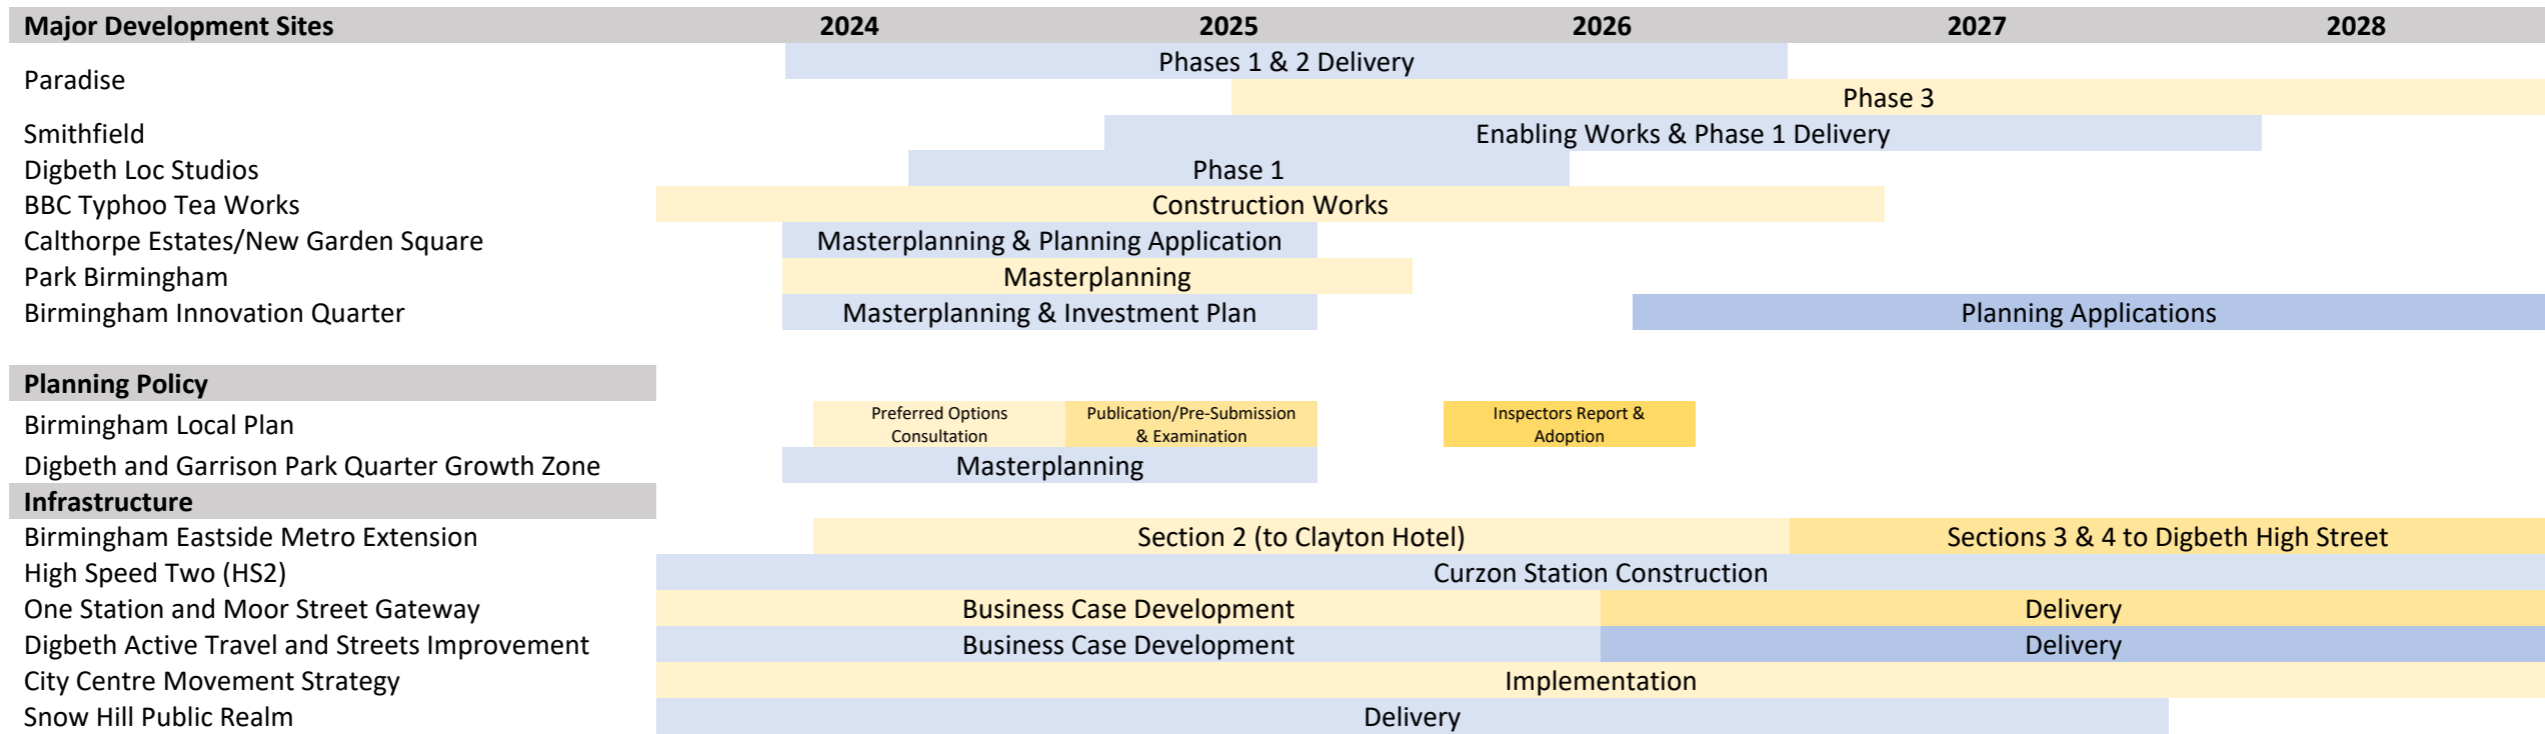 Major Development Sites 2024 2025 2026 2027 2028
Paradise
Phases 1 & 2 Delivery
Phase 3
Smithfield Enabling Works & Phase 1 Delivery
Digbeth Loc Studios Phase 1
BBC Typhoo Tea Works Construction Works
Calthorpe Estates/New Garden Square Masterplanning & Planning Application
Park Birmingham Masterplanning
Birmingham Innovation Quarter Masterplanning & Investment Plan Planning Applications
Planning Policy
Birmingham Local Plan
Preferred Options
Consultation
Publication/Pre-Submission
& Examination
Inspectors Report &
Adoption
Digbeth and Garrison Park Quarter Growth Zone Masterplanning
Infrastructure
Birmingham Eastside Metro Extension Section 2 (to Clayton Hotel) Sections 3 & 4 to Digbeth High Street
High Speed Two (HS2) Curzon Station Construction
One Station and Moor Street Gateway Business Case Development Delivery
Digbeth Active Travel and Streets Improvement Business Case Development Delivery
City Centre Movement Strategy Implementation
Snow Hill Public Realm Delivery